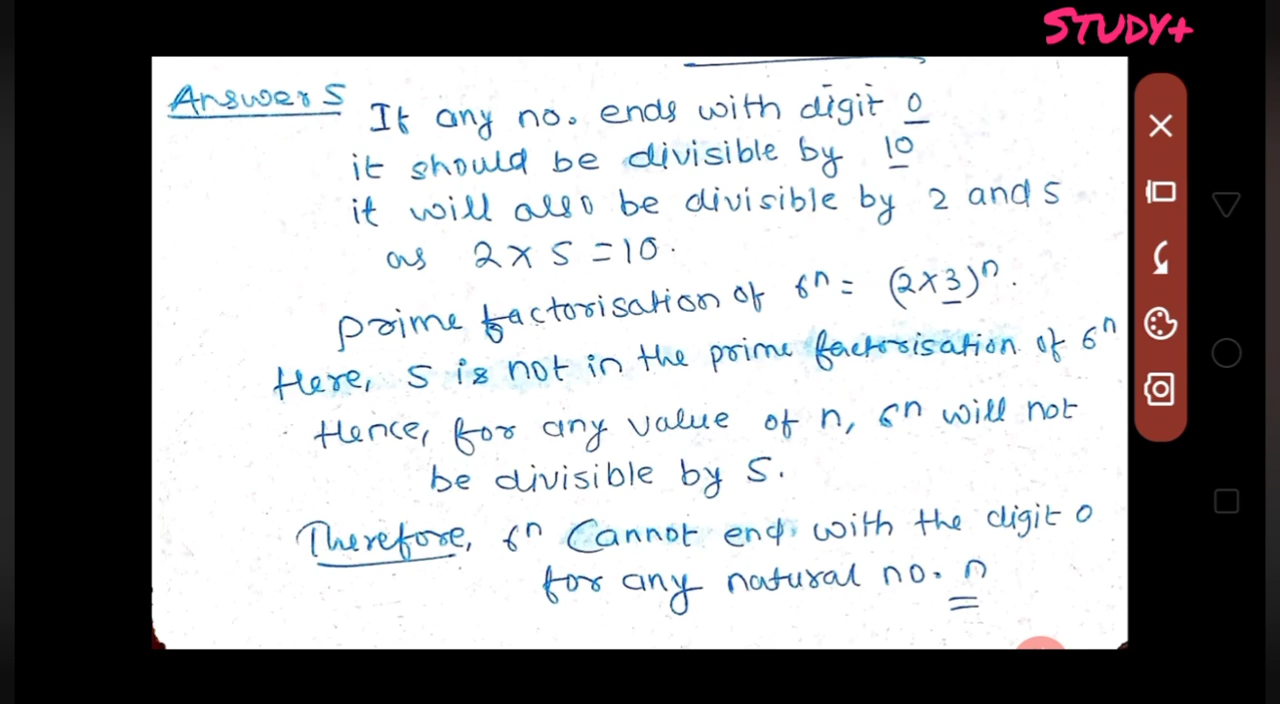 STUDY+
Answer 5
If any no. ends with digit 0
it should be divisible by 10
it will also be divisible by 2 and 5
as 2 x 5 = 10.
prime factorisation of 6ⁿ = (2x3)ⁿ.
Here, 5 is not in the prime factorisation of 6ⁿ
Hence, for any value of n, 6ⁿ will not
be divisible by 5.
Therefore, 6ⁿ Cannot end with the digit 0
for any natural no. n